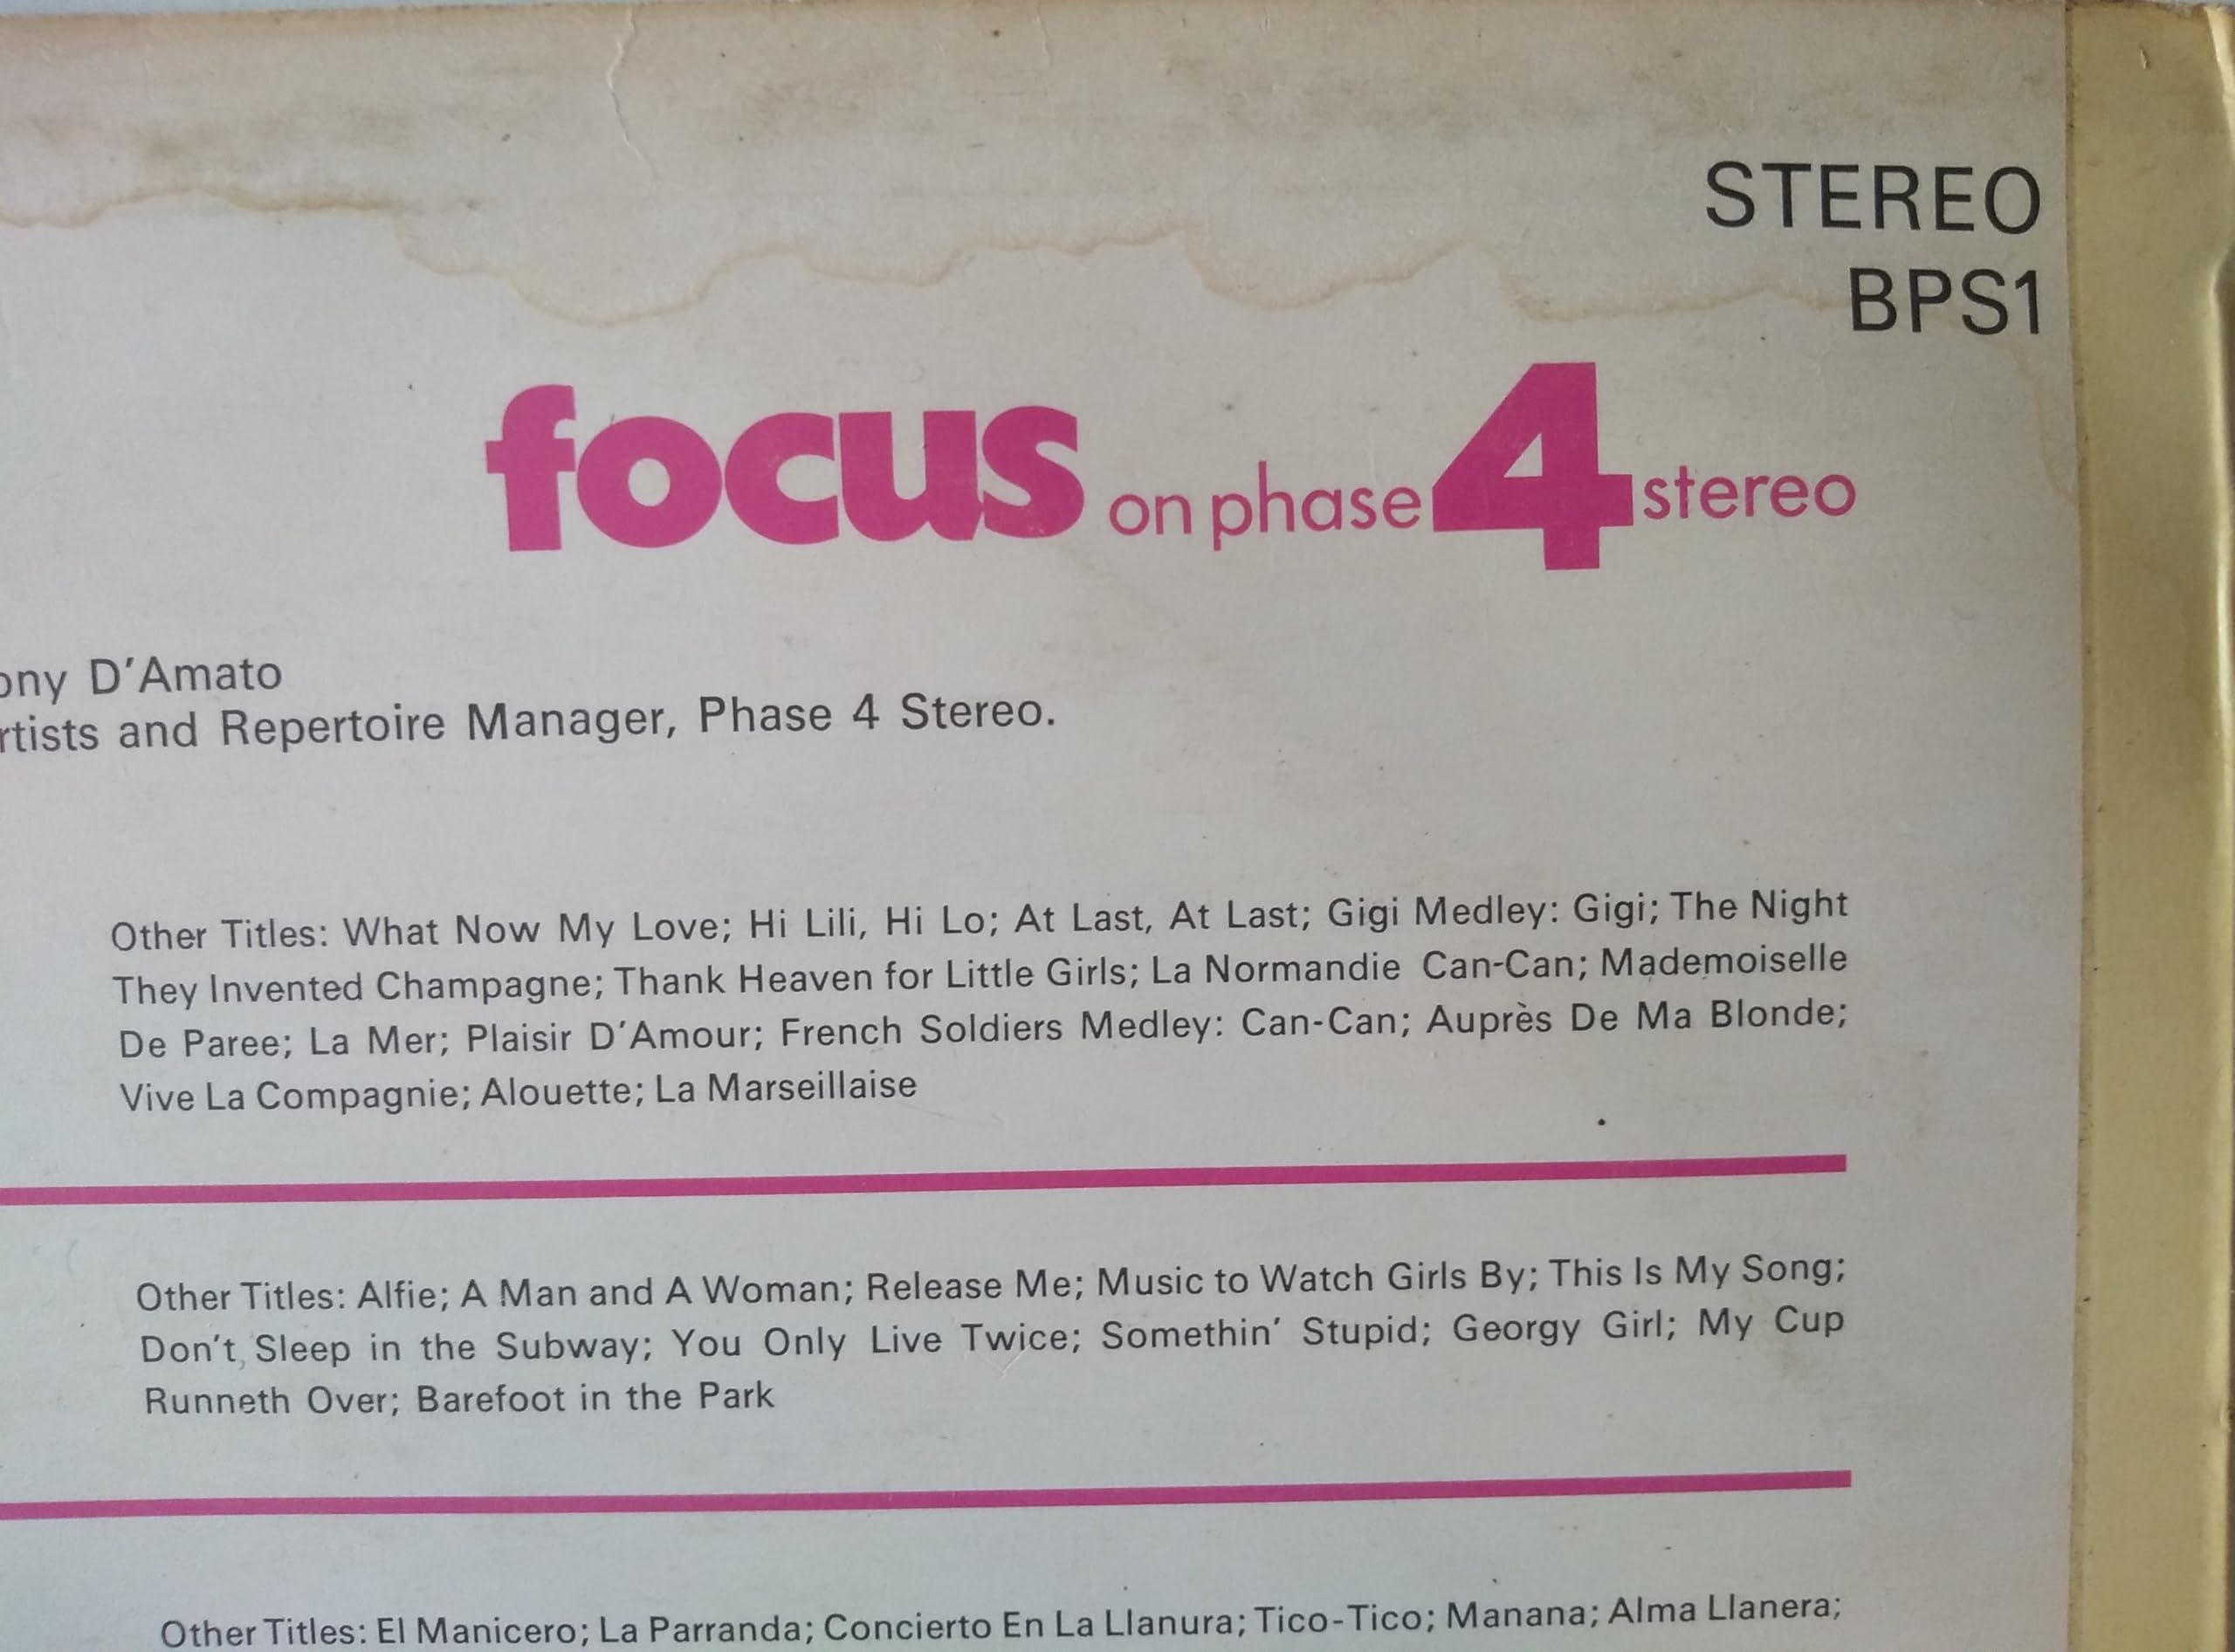 STEREO
BPS1
focus on phase 4 stereo
ony D'Amato
rtists and Repertoire Manager, Phase 4 Stereo.
Other Titles: What Now My Love; Hi Lili, Hi Lo; At Last, At Last; Gigi Medley: Gigi; The Night
They Invented Champagne; Thank Heaven for Little Girls; La Normandie Can-Can; Mademoiselle
De Paree; La Mer; Plaisir D'Amour; French Soldiers Medley: Can-Can; Auprès De Ma Blonde;
Vive La Compagnie; Alouette; La Marseillaise
Other Titles: Alfie; A Man and A Woman; Release Me; Music to Watch Girls By; This Is My Song;
Don't Sleep in the Subway; You Only Live Twice; Somethin' Stupid; Georgy Girl; My Cup
Runneth Over; Barefoot in the Park
Other Titles: El Manicero; La Parranda; Concierto En La Llanura; Tico-Tico; Manana; Alma Llanera;